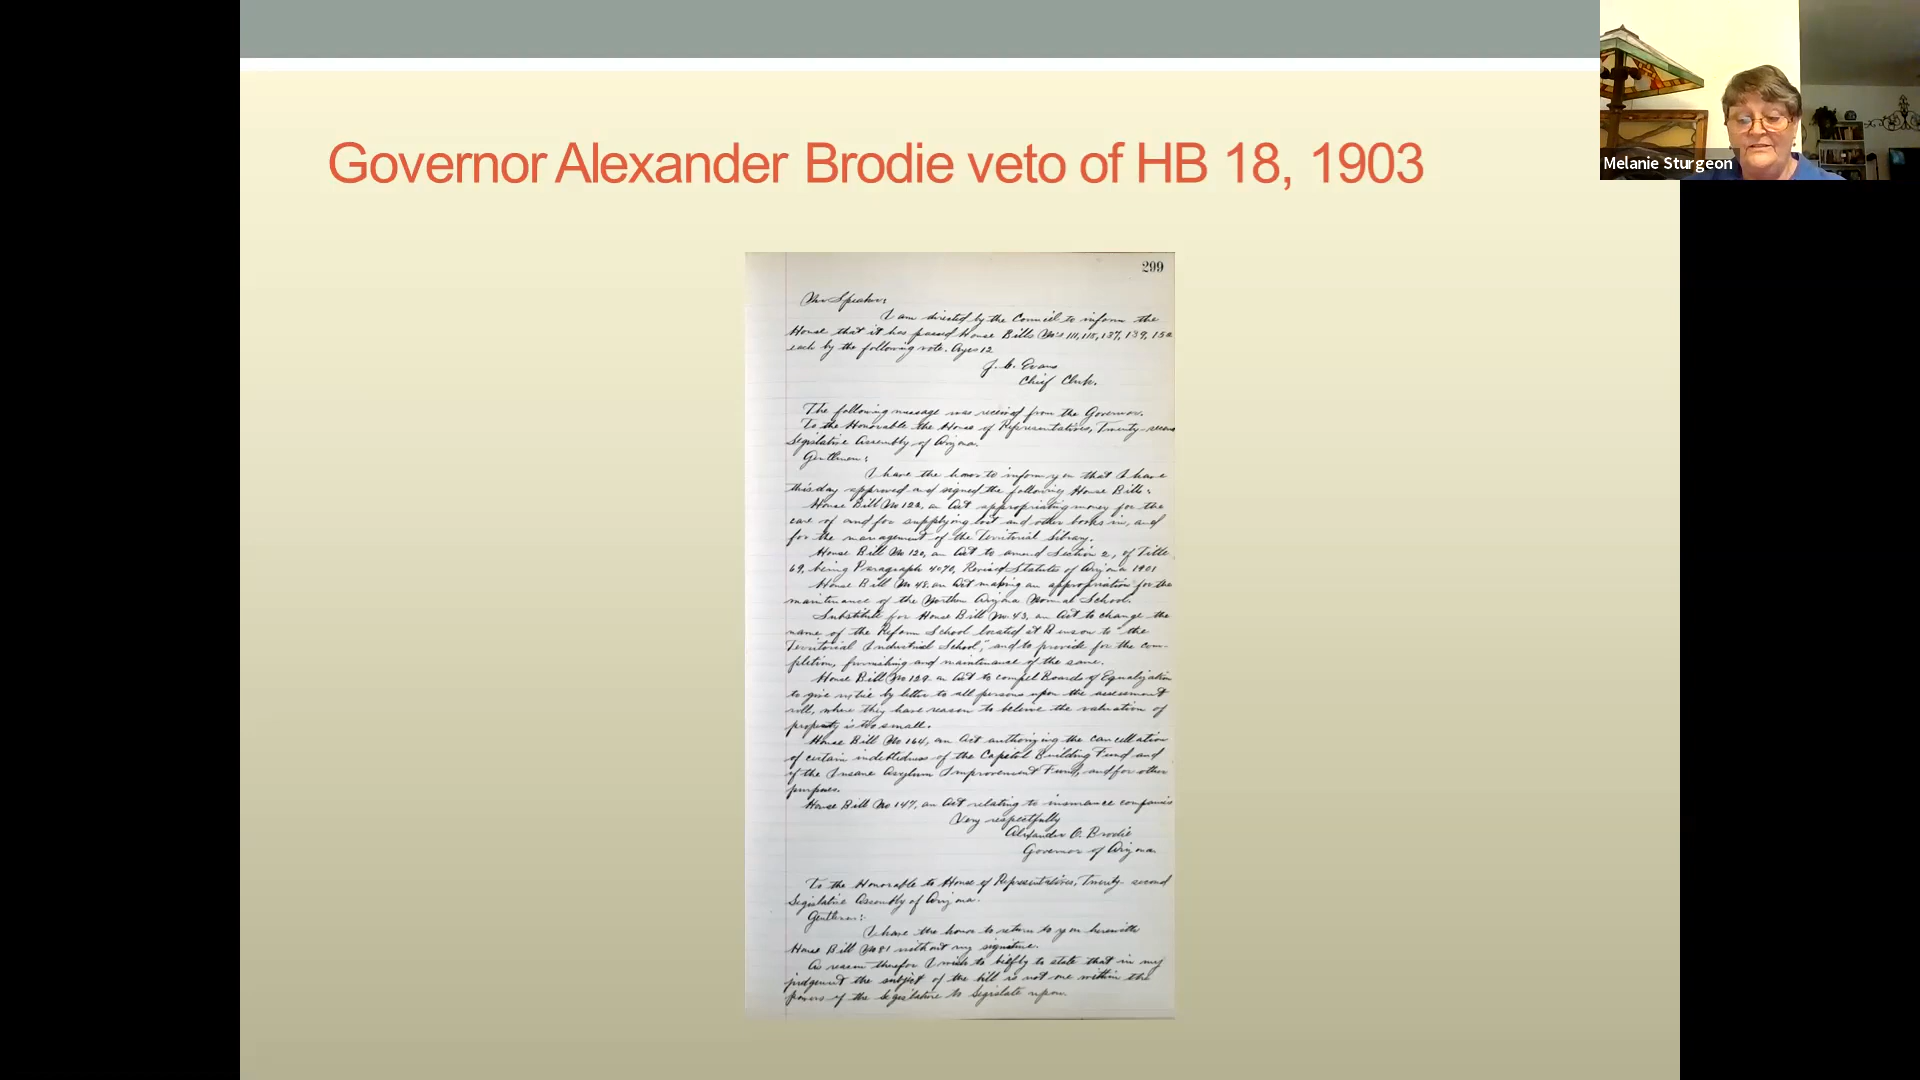 Governor Alexander Brodie veto of HB 18, 1903
Melanie Sturgeon
299
Mr Speaker:
I am directed by the Council to inform the
House that it has passed House Bills No's 111, 118, 137, 139, 152
each by the following vote. Ayes 12
Evans
Chief Clerk.
The following message was received from the Governor.
To the Honorable the House of Representatives, Twenty-second
Legislative Assembly of Arizona.
Gentlemen:
I have the honor to inform you that I have
this day approved and signed the following House Bills:
House Bill No an Act appropriating money for the
care of and for supplying lost and other books in, and
for the management of the Territorial Library.
House Bill No 120, an Act to amend Section 2, of Title
69, being Paragraph Revised Statutes of Arizona 1901
House Bill No 48, an Act making an appropriation for the
maintenance of the Northern Arizona Normal School.
Substitute for House Bill No. 43, an Act to change the
name of the Reform School located at Benson to "the
Territorial Industrial School", and to provide for the com-
pletion, furnishing and maintenance of the same.
House Bill No 129 an Act to compel Boards of Equalization
to give notice by letter to all persons upon the assessment
roll, where they have reason to believe the valuation of
property is too small.
House Bill No 164, an Act authorizing the cancellation
of certain indebtedness of the Capitol Building Fund and
of the Insane Asylum Improvement Fund, and for other
purposes.
House Bill No 147, an Act relating to insurance companies
Very respectfully
Alexander O. Brodie
Governor of Arizona
To the Honorable to House of Representatives, Twenty-second
Legislative Assembly of Arizona.
Gentlemen:
I have the honor to return to you herewith
House Bill No 81 without my signature.
As reason therefor I wish to briefly to state that in my
judgement the subject of the bill is not one within the
powers of the legislature to legislate upon.